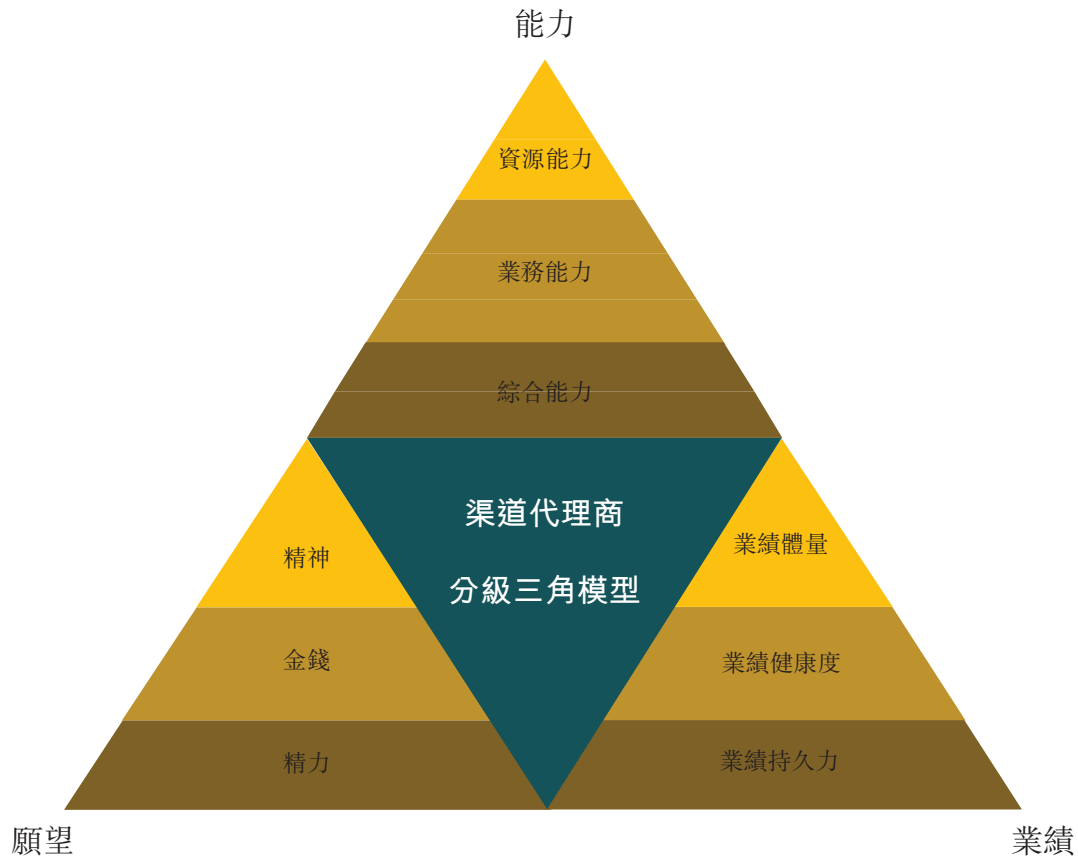 能力
資源能力
業務能力
綜合能力
渠道代理商
分級三角模型
精神
金錢
精力
業績體量
業績健康度
業績持久力
願望
業績